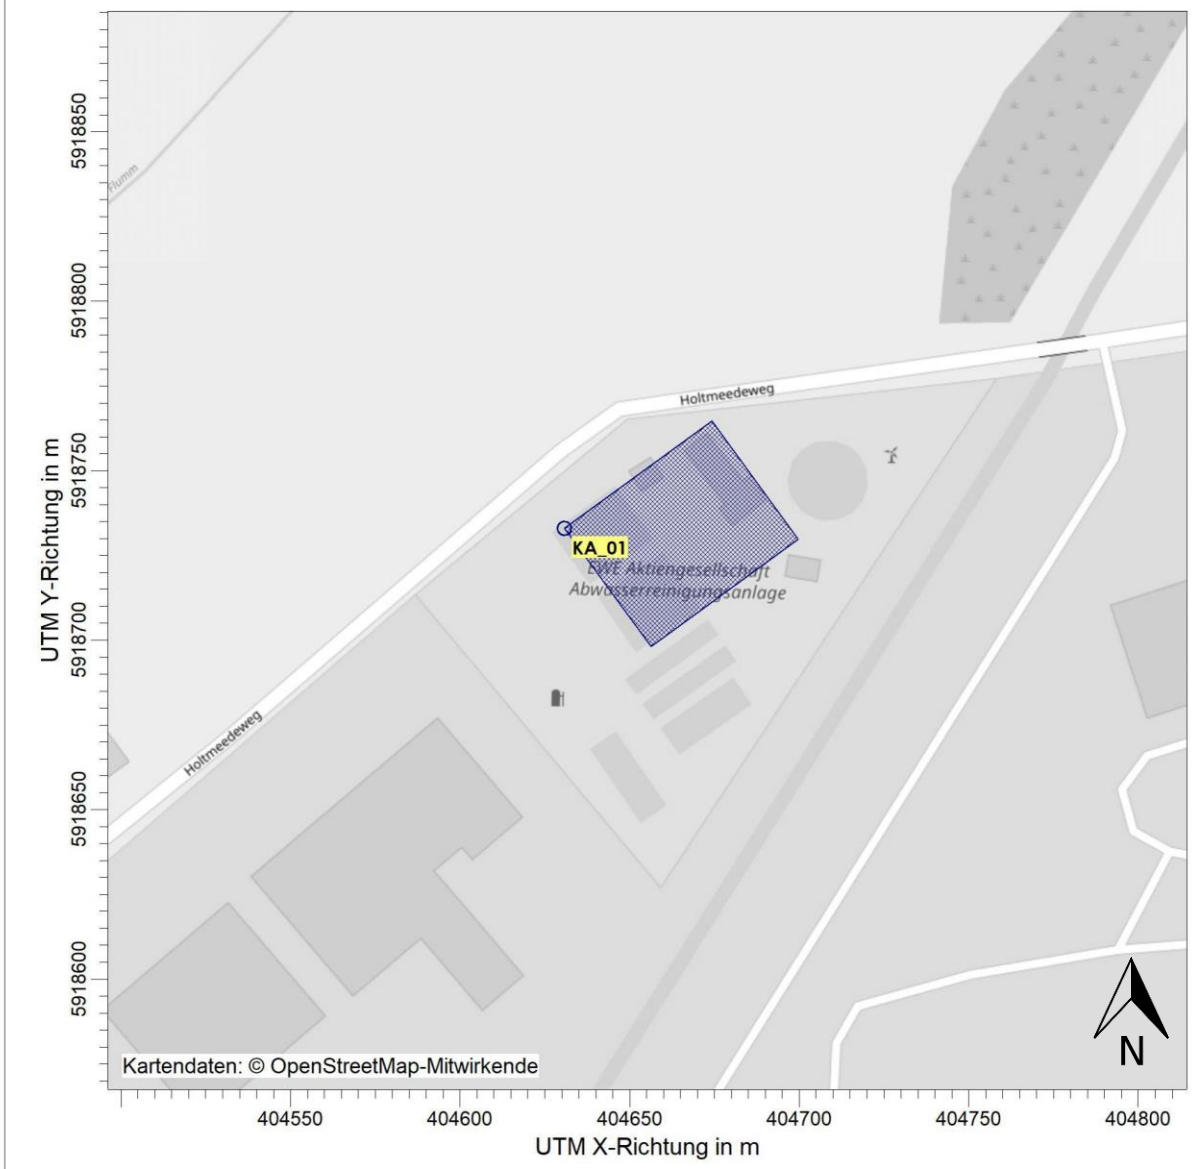 5918850
5918800
5918750
5918700
5918650
5918600
UTM Y-Richtung in m
Flumm
Holtmeedeweg
KA_01
EWE Aktiengesellschaft
Abwasserreinigungsanlage
Holtmeedeweg
N
Kartendaten: © OpenStreetMap-Mitwirkende
404550
404600
404650
404700
404750
404800
UTM X-Richtung in m